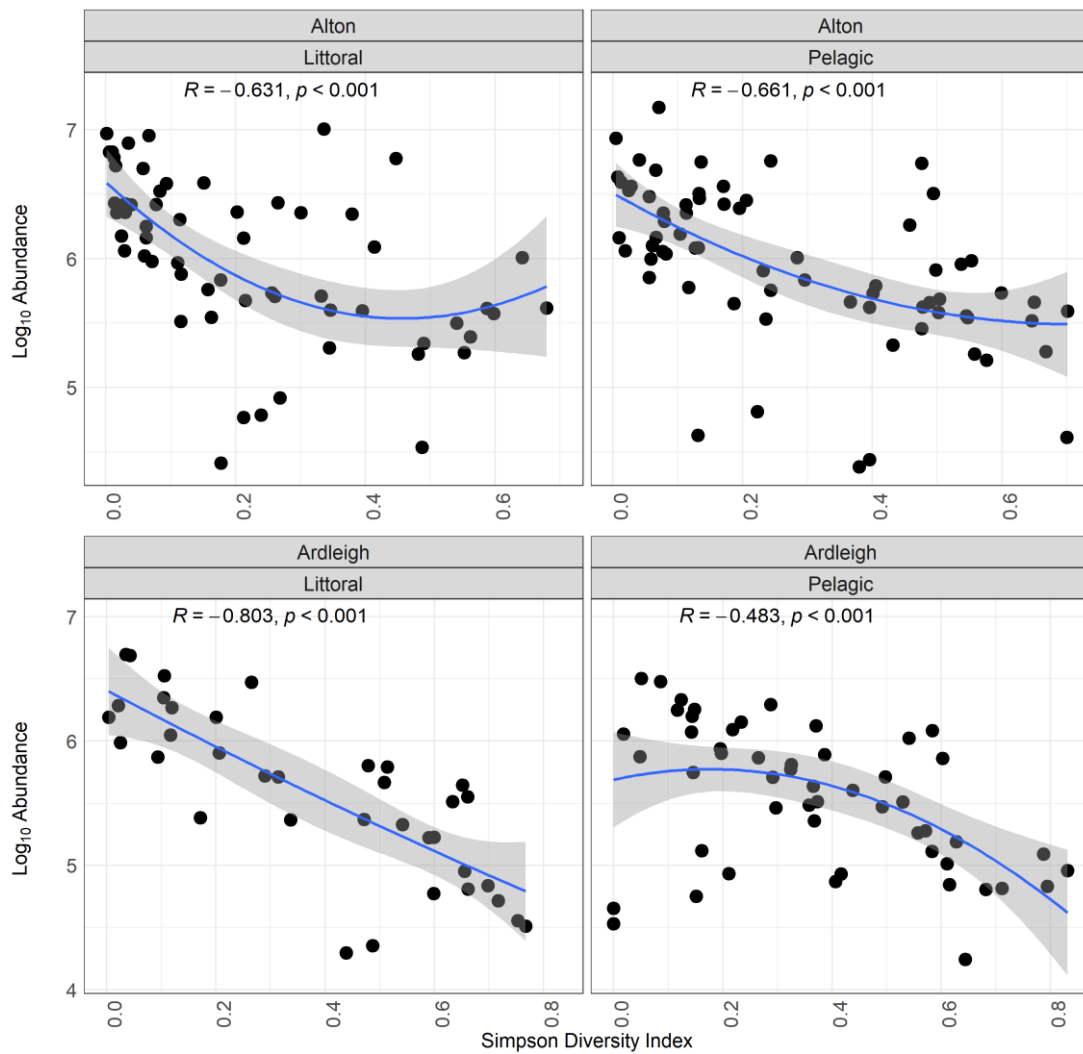 Alton
Alton
Littoral
Pelagic
R = −0.631, p < 0.001
R = −0.661, p < 0.001
7
6
5
Log₁₀ Abundance
0.0
0.2
0.4
0.6
0.0
0.2
0.4
0.6
Ardleigh
Ardleigh
Littoral
Pelagic
R = −0.803, p < 0.001
R = −0.483, p < 0.001
7
6
5
4
Log₁₀ Abundance
0.0
0.2
0.4
0.6
0.8
0.0
0.2
0.4
0.6
0.8
Simpson Diversity Index